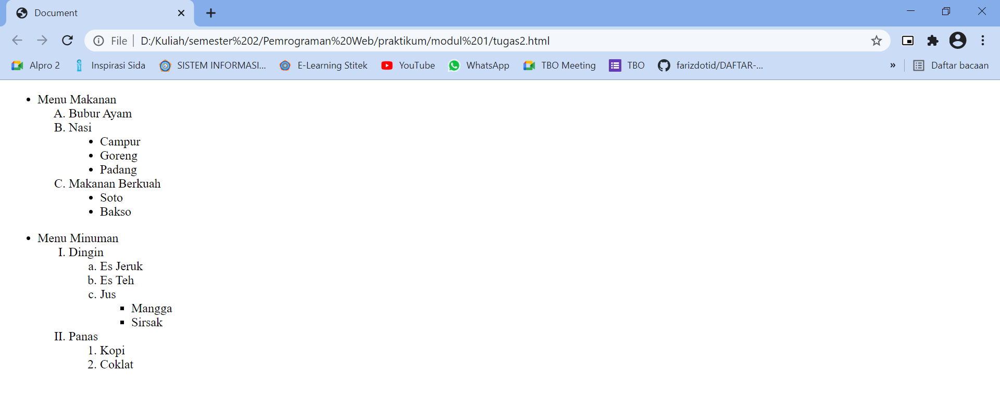 Document
File
D:/Kuliah/semester%202/Pemrograman%20Web/praktikum/modul%201/tugas2.html
Alpro 2 Inspirasi Sida SISTEM INFORMASI... E-Learning Stitek YouTube WhatsApp TBO Meeting TBO farizdotid/DAFTAR-... » Daftar bacaan
• Menu Makanan
A. Bubur Ayam
B. Nasi
• Campur
• Goreng
• Padang
C. Makanan Berkuah
• Soto
• Bakso
• Menu Minuman
I. Dingin
a. Es Jeruk
b. Es Teh
c. Jus
▪ Mangga
▪ Sirsak
II. Panas
1. Kopi
2. Coklat